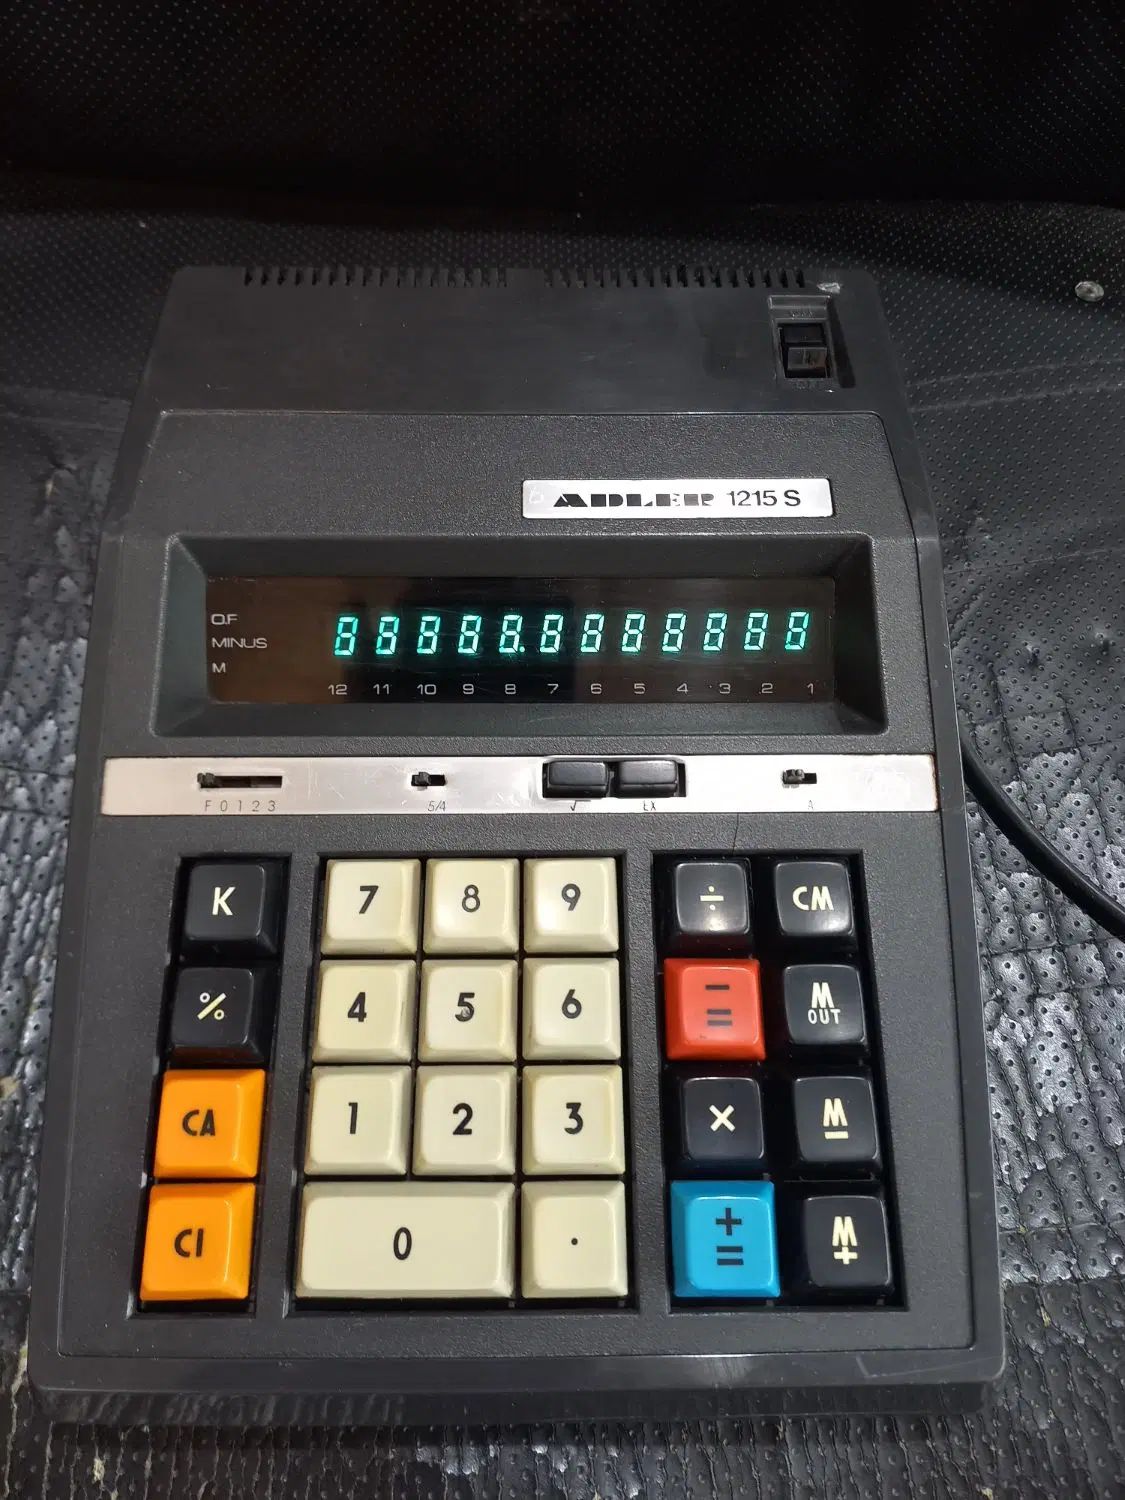 ADLER 1215 S
O.F
MINUS
M
88888.8888888
12 11 10 9 8 7 6 5 4 3 2 1
F 0 1 2 3 5/4 √ EX A
K 7 8 9 ÷ CM
% 4 5 6 − = M OUT
CA 1 2 3 × M−
CI 0 . + = M+